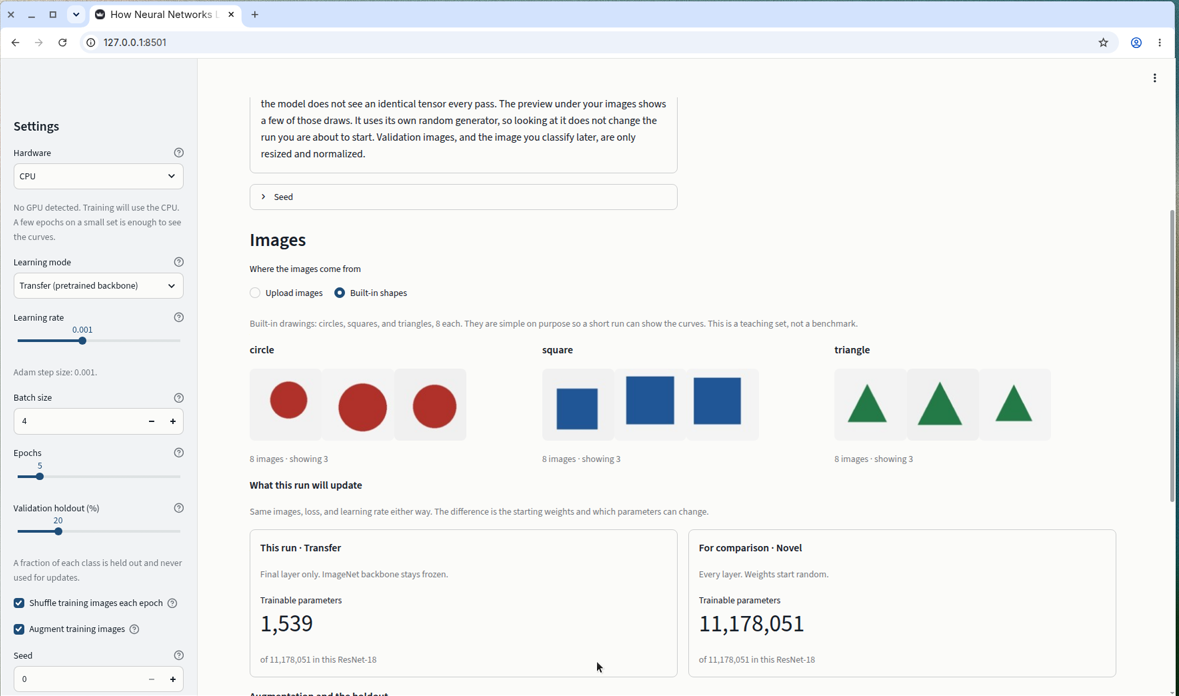 How Neural Networks L
127.0.0.1:8501
Settings
Hardware
CPU
No GPU detected. Training will use the CPU.
A few epochs on a small set is enough to see
the curves.
Learning mode
Transfer (pretrained backbone)
Learning rate
0.001
Adam step size: 0.001.
Batch size
4
Epochs
5
Validation holdout (%)
20
A fraction of each class is held out and never
used for updates.
Shuffle training images each epoch
Augment training images
Seed
0
the model does not see an identical tensor every pass. The preview under your images shows
a few of those draws. It uses its own random generator, so looking at it does not change the
run you are about to start. Validation images, and the image you classify later, are only
resized and normalized.
Seed
Images
Where the images come from
Upload images
Built-in shapes
Built-in drawings: circles, squares, and triangles, 8 each. They are simple on purpose so a short run can show the curves. This is a teaching set, not a benchmark.
circle
square
triangle
8 images · showing 3
8 images · showing 3
8 images · showing 3
What this run will update
Same images, loss, and learning rate either way. The difference is the starting weights and which parameters can change.
This run · Transfer
Final layer only. ImageNet backbone stays frozen.
Trainable parameters
1,539
of 11,178,051 in this ResNet-18
For comparison · Novel
Every layer. Weights start random.
Trainable parameters
11,178,051
of 11,178,051 in this ResNet-18
Augmentation and the holdout